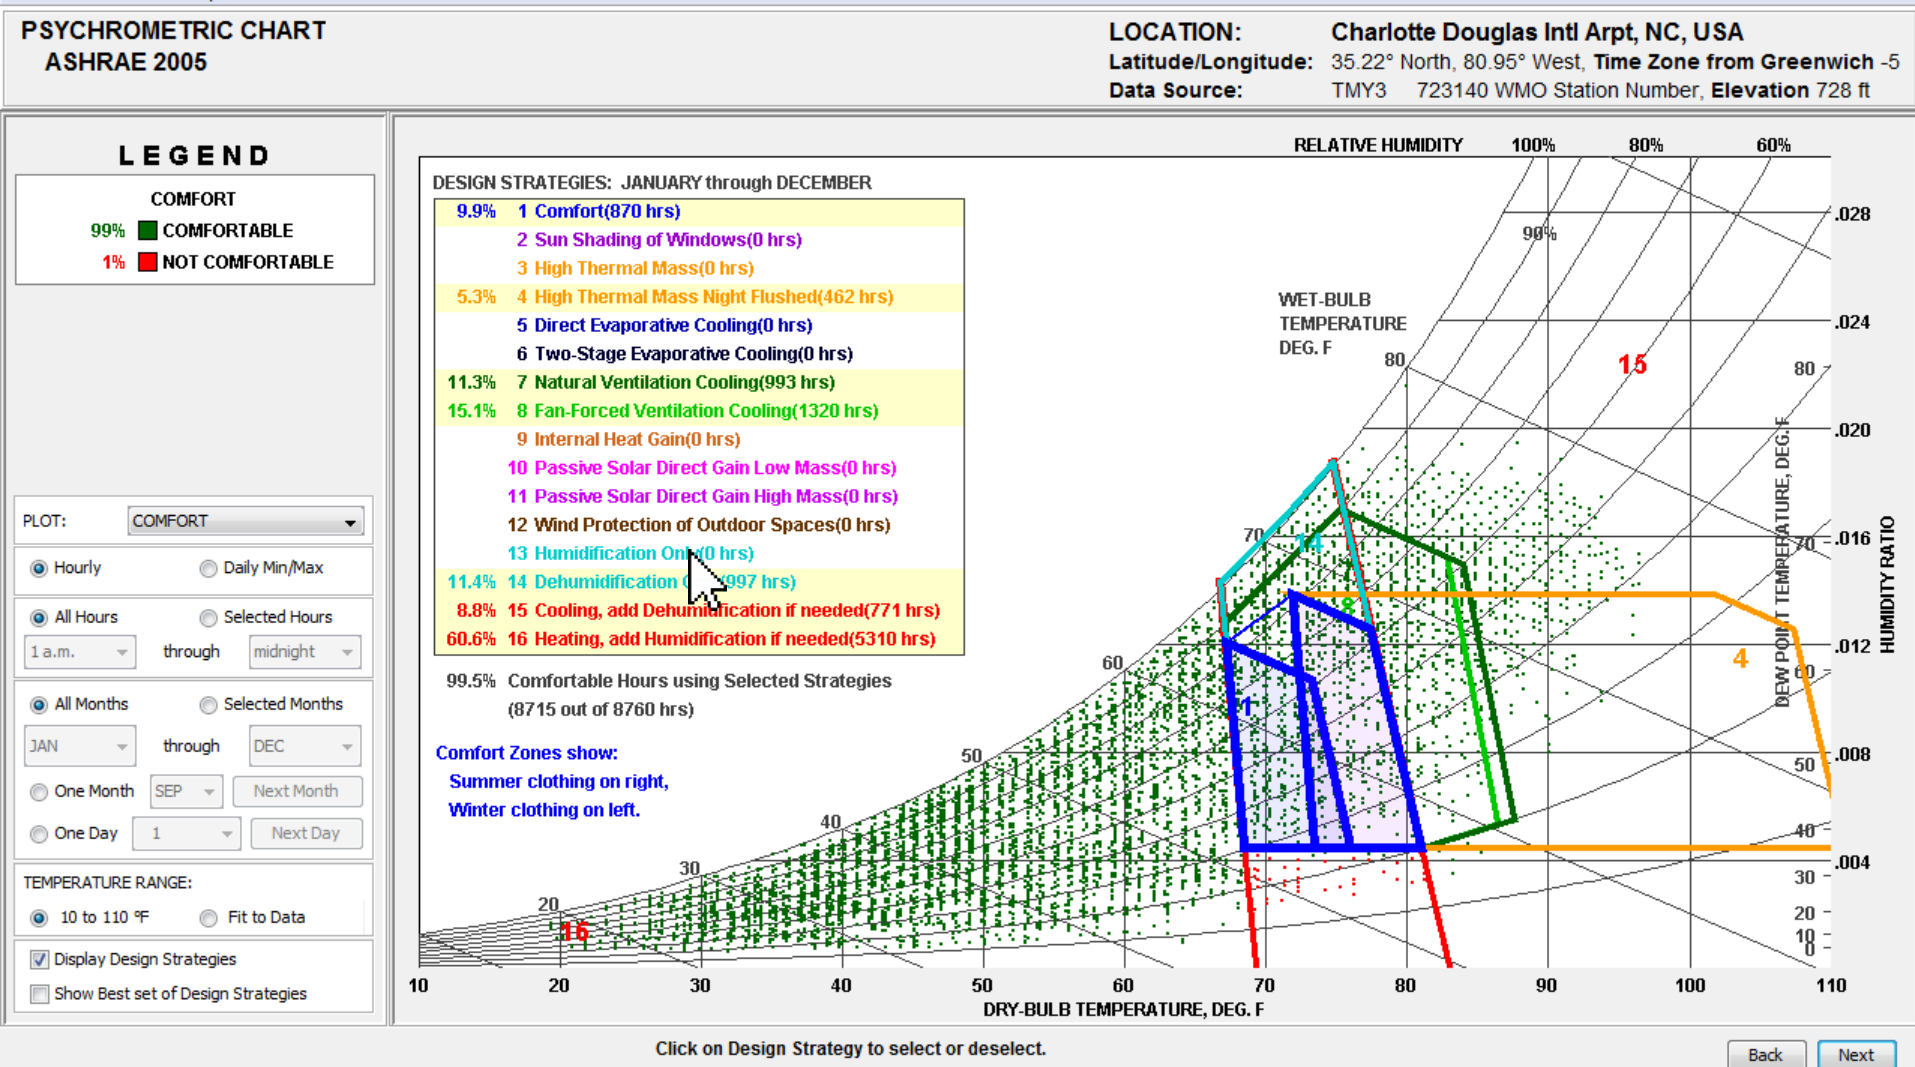 PSYCHROMETRIC CHART
ASHRAE 2005
LOCATION: Charlotte Douglas Intl Arpt, NC, USA
Latitude/Longitude: 35.22° North, 80.95° West, Time Zone from Greenwich -5
Data Source: TMY3 723140 WMO Station Number, Elevation 728 ft
LEGEND
COMFORT
99% COMFORTABLE
1% NOT COMFORTABLE
PLOT: COMFORT
Hourly Daily Min/Max
All Hours Selected Hours
1 a.m. through midnight
All Months Selected Months
JAN through DEC
One Month SEP Next Month
One Day 1 Next Day
TEMPERATURE RANGE:
10 to 110 °F Fit to Data
Display Design Strategies
Show Best set of Design Strategies
RELATIVE HUMIDITY 100% 80% 60%
90%
DESIGN STRATEGIES: JANUARY through DECEMBER
9.9% 1 Comfort(870 hrs)
2 Sun Shading of Windows(0 hrs)
3 High Thermal Mass(0 hrs)
5.3% 4 High Thermal Mass Night Flushed(462 hrs)
5 Direct Evaporative Cooling(0 hrs)
6 Two-Stage Evaporative Cooling(0 hrs)
11.3% 7 Natural Ventilation Cooling(993 hrs)
15.1% 8 Fan-Forced Ventilation Cooling(1320 hrs)
9 Internal Heat Gain(0 hrs)
10 Passive Solar Direct Gain Low Mass(0 hrs)
11 Passive Solar Direct Gain High Mass(0 hrs)
12 Wind Protection of Outdoor Spaces(0 hrs)
13 Humidification Only(0 hrs)
11.4% 14 Dehumidification (997 hrs)
8.8% 15 Cooling, add Dehumidification if needed(771 hrs)
60.6% 16 Heating, add Humidification if needed(5310 hrs)
99.5% Comfortable Hours using Selected Strategies
(8715 out of 8760 hrs)
Comfort Zones show:
Summer clothing on right,
Winter clothing on left.
WET-BULB
TEMPERATURE
DEG. F
20
30
40
50
60
70
80
15
14
8
1
4
16
80
70
60
50
40
30
20
10
0
DEW POINT TEMPERATURE, DEG. F
.028
.024
.020
.016
.012
.008
.004
HUMIDITY RATIO
10 20 30 40 50 60 70 80 90 100 110
DRY-BULB TEMPERATURE, DEG. F
Click on Design Strategy to select or deselect.
Back Next